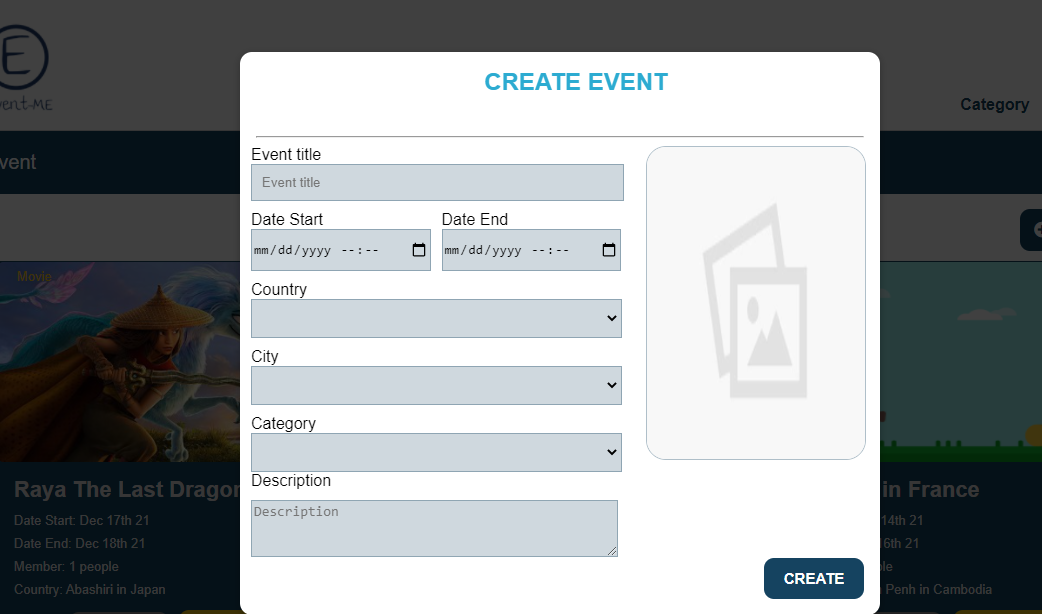 E
vent-ME
Category
vent
CREATE EVENT
Event title
Event title
Date Start
Date End
mm/dd/yyyy --:--
mm/dd/yyyy --:--
Country
City
Category
Description
Description
CREATE
Movie
Raya The Last Dragon
Date Start: Dec 17th 21
Date End: Dec 18th 21
Member: 1 people
Country: Abashiri in Japan
in France
14th 21
16th 21
ple
Penh in Cambodia